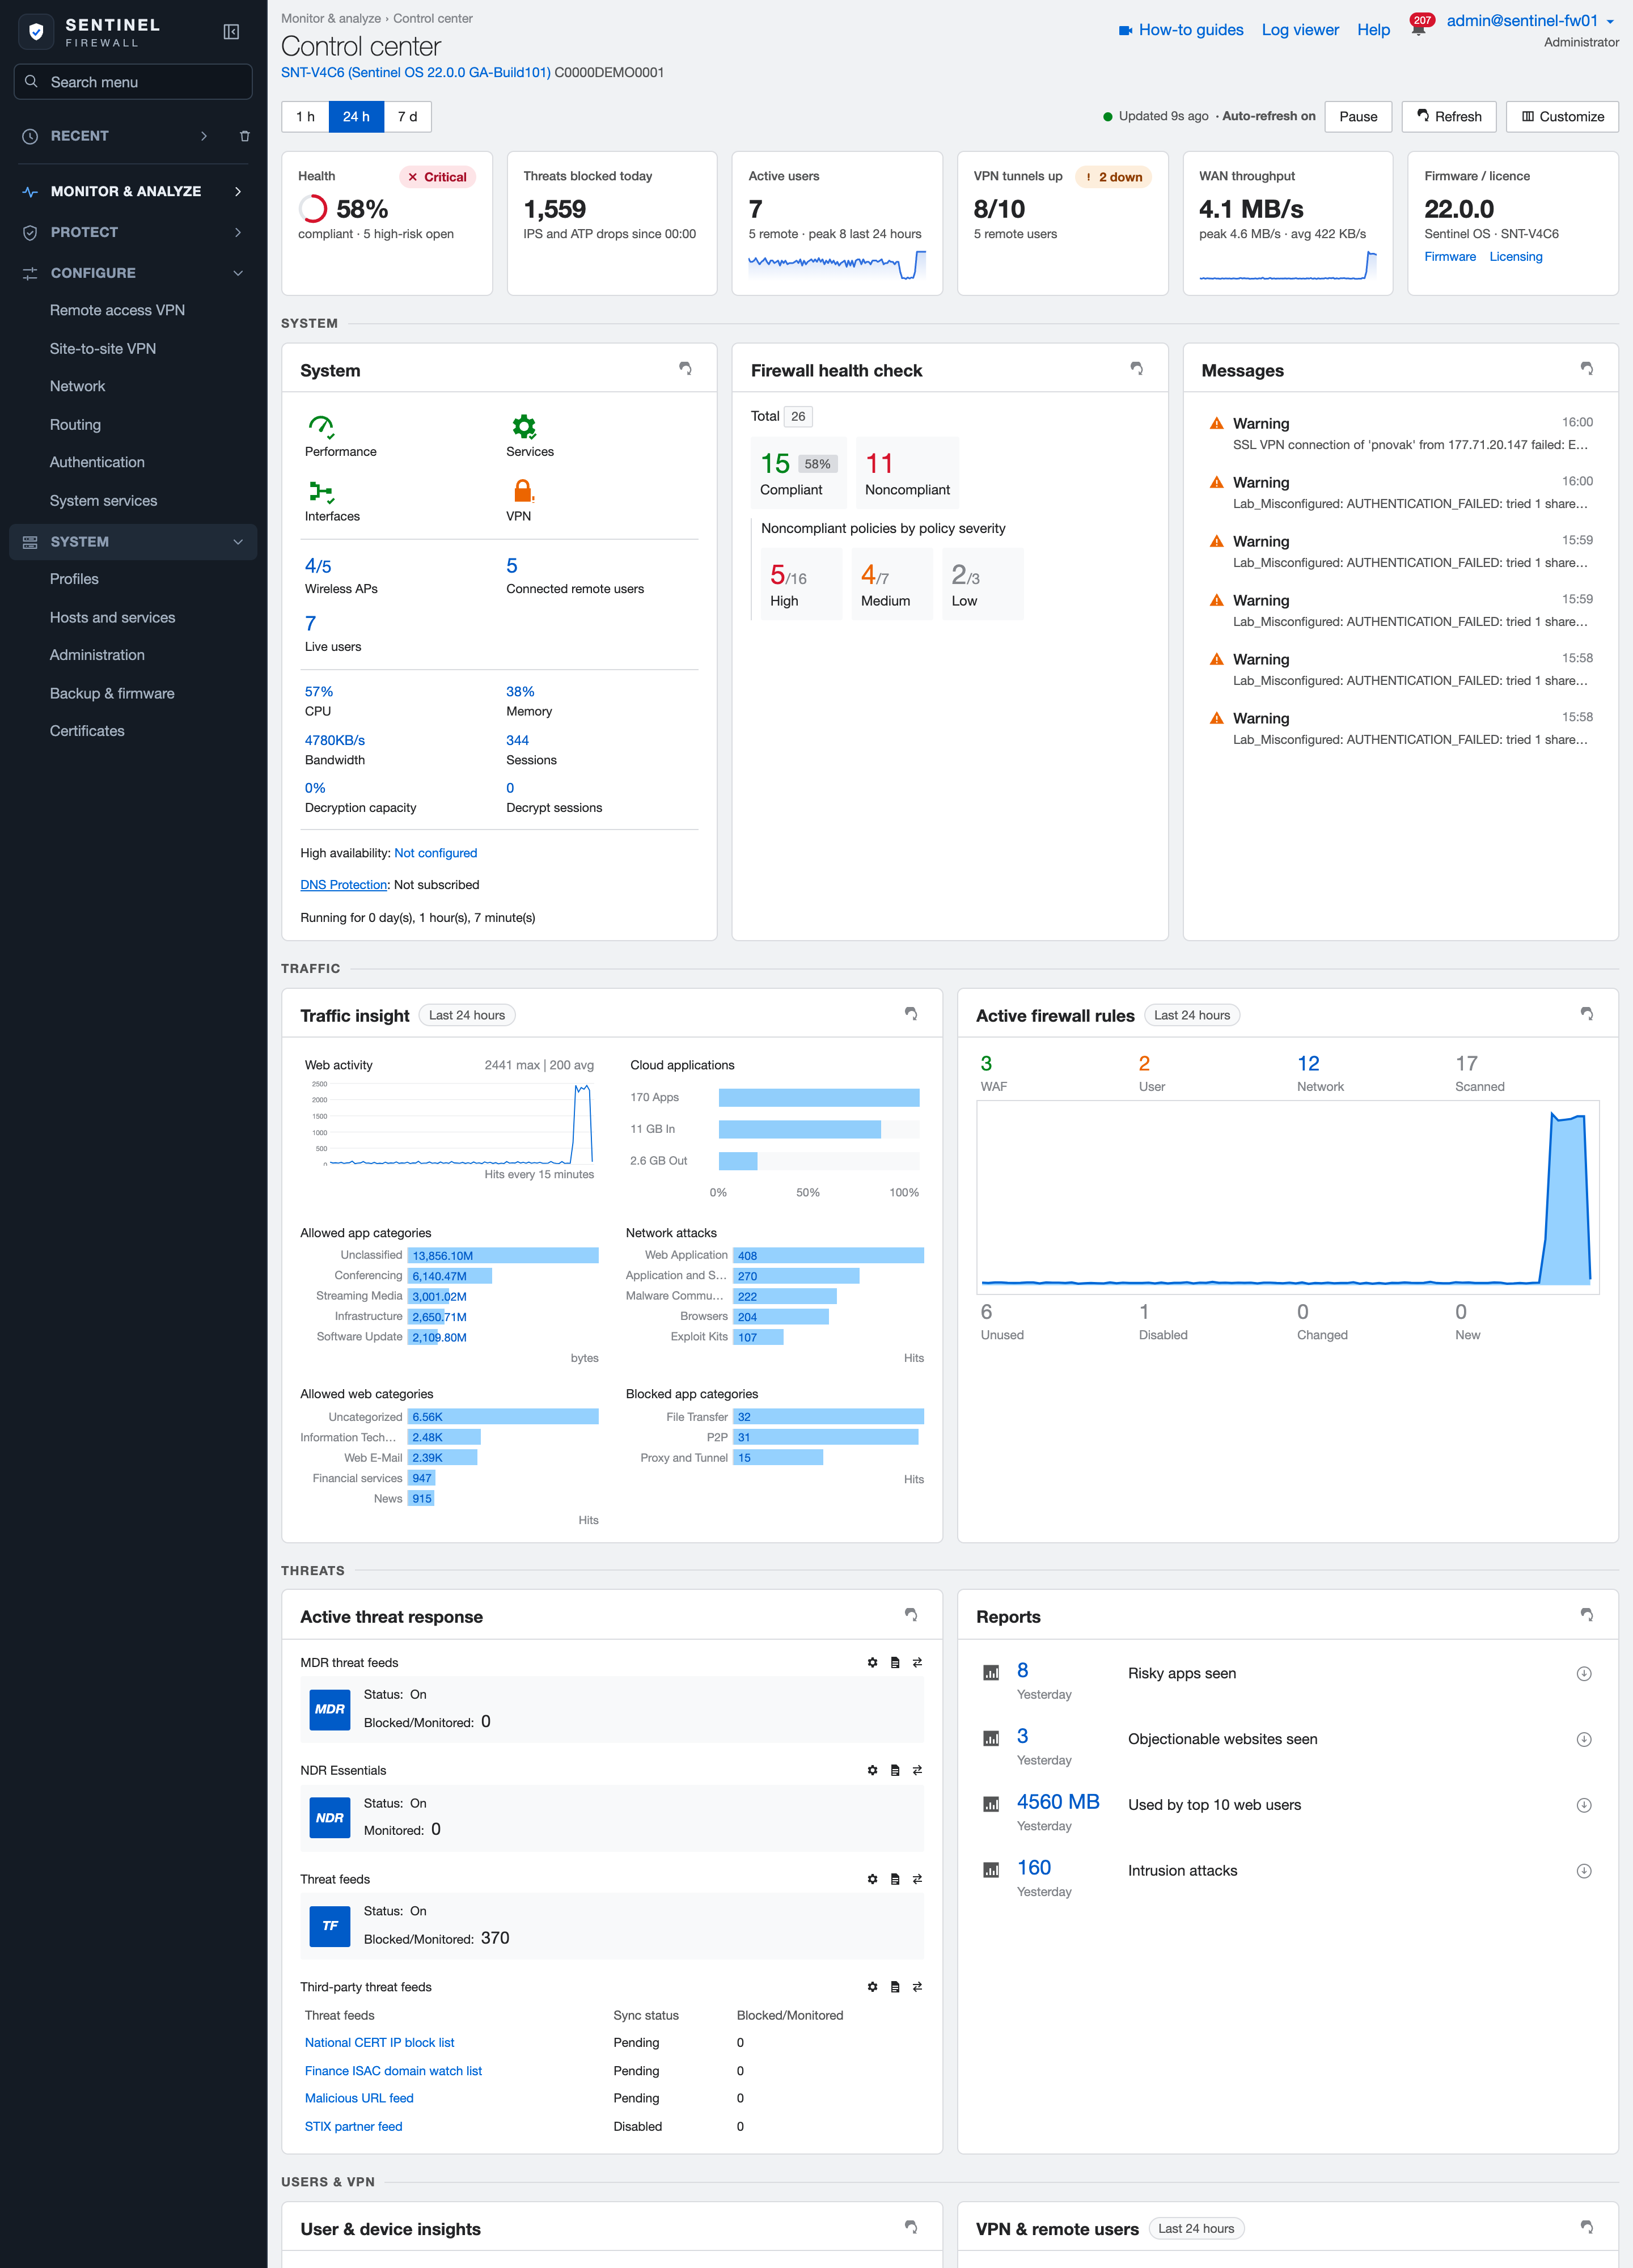 SENTINEL
FIREWALL
Search menu
RECENT
MONITOR & ANALYZE
PROTECT
CONFIGURE
Remote access VPN
Site-to-site VPN
Network
Routing
Authentication
System services
SYSTEM
Profiles
Hosts and services
Administration
Backup & firmware
Certificates
Monitor & analyze › Control center
Control center
SNT-V4C6 (Sentinel OS 22.0.0 GA-Build101) C0000DEMO0001
How-to guides Log viewer Help 207 admin@sentinel-fw01
Administrator
1 h 24 h 7 d
Updated 9s ago · Auto-refresh on Pause Refresh Customize
Health Critical
58%
compliant · 5 high-risk open
Threats blocked today
1,559
IPS and ATP drops since 00:00
Active users
7
5 remote · peak 8 last 24 hours
VPN tunnels up ! 2 down
8/10
5 remote users
WAN throughput
4.1 MB/s
peak 4.6 MB/s · avg 422 KB/s
Firmware / licence
22.0.0
Sentinel OS · SNT-V4C6
Firmware Licensing
SYSTEM
System
Performance Services
Interfaces VPN
4/5 5
Wireless APs Connected remote users
7
Live users
57% 38%
CPU Memory
4780KB/s 344
Bandwidth Sessions
0% 0
Decryption capacity Decrypt sessions
High availability: Not configured
DNS Protection: Not subscribed
Running for 0 day(s), 1 hour(s), 7 minute(s)
Firewall health check
Total 26
15 58% 11
Compliant Noncompliant
Noncompliant policies by policy severity
5/16 4/7 2/3
High Medium Low
Messages
Warning 16:00
SSL VPN connection of 'pnovak' from 177.71.20.147 failed: E...
Warning 16:00
Lab_Misconfigured: AUTHENTICATION_FAILED: tried 1 share...
Warning 15:59
Lab_Misconfigured: AUTHENTICATION_FAILED: tried 1 share...
Warning 15:59
Lab_Misconfigured: AUTHENTICATION_FAILED: tried 1 share...
Warning 15:58
Lab_Misconfigured: AUTHENTICATION_FAILED: tried 1 share...
Warning 15:58
Lab_Misconfigured: AUTHENTICATION_FAILED: tried 1 share...
TRAFFIC
Traffic insight Last 24 hours
Web activity 2441 max | 200 avg
2500
2000
1500
1000
500
0
Hits every 15 minutes
Cloud applications
170 Apps
11 GB In
2.6 GB Out
0% 50% 100%
Allowed app categories
Unclassified 13,856.10M
Conferencing 6,140.47M
Streaming Media 3,001.02M
Infrastructure 2,650.71M
Software Update 2,109.80M
bytes
Network attacks
Web Application 408
Application and S... 270
Malware Commu... 222
Browsers 204
Exploit Kits 107
Hits
Allowed web categories
Uncategorized 6.56K
Information Tech... 2.48K
Web E-Mail 2.39K
Financial services 947
News 915
Hits
Blocked app categories
File Transfer 32
P2P 31
Proxy and Tunnel 15
Hits
Active firewall rules Last 24 hours
3 2 12 17
WAF User Network Scanned
6 1 0 0
Unused Disabled Changed New
THREATS
Active threat response
MDR threat feeds
MDR
Status: On
Blocked/Monitored: 0
NDR Essentials
NDR
Status: On
Monitored: 0
Threat feeds
TF
Status: On
Blocked/Monitored: 370
Third-party threat feeds
Threat feeds Sync status Blocked/Monitored
National CERT IP block list Pending 0
Finance ISAC domain watch list Pending 0
Malicious URL feed Pending 0
STIX partner feed Disabled 0
Reports
8 Risky apps seen
Yesterday
3 Objectionable websites seen
Yesterday
4560 MB Used by top 10 web users
Yesterday
160 Intrusion attacks
Yesterday
USERS & VPN
User & device insights
VPN & remote users Last 24 hours